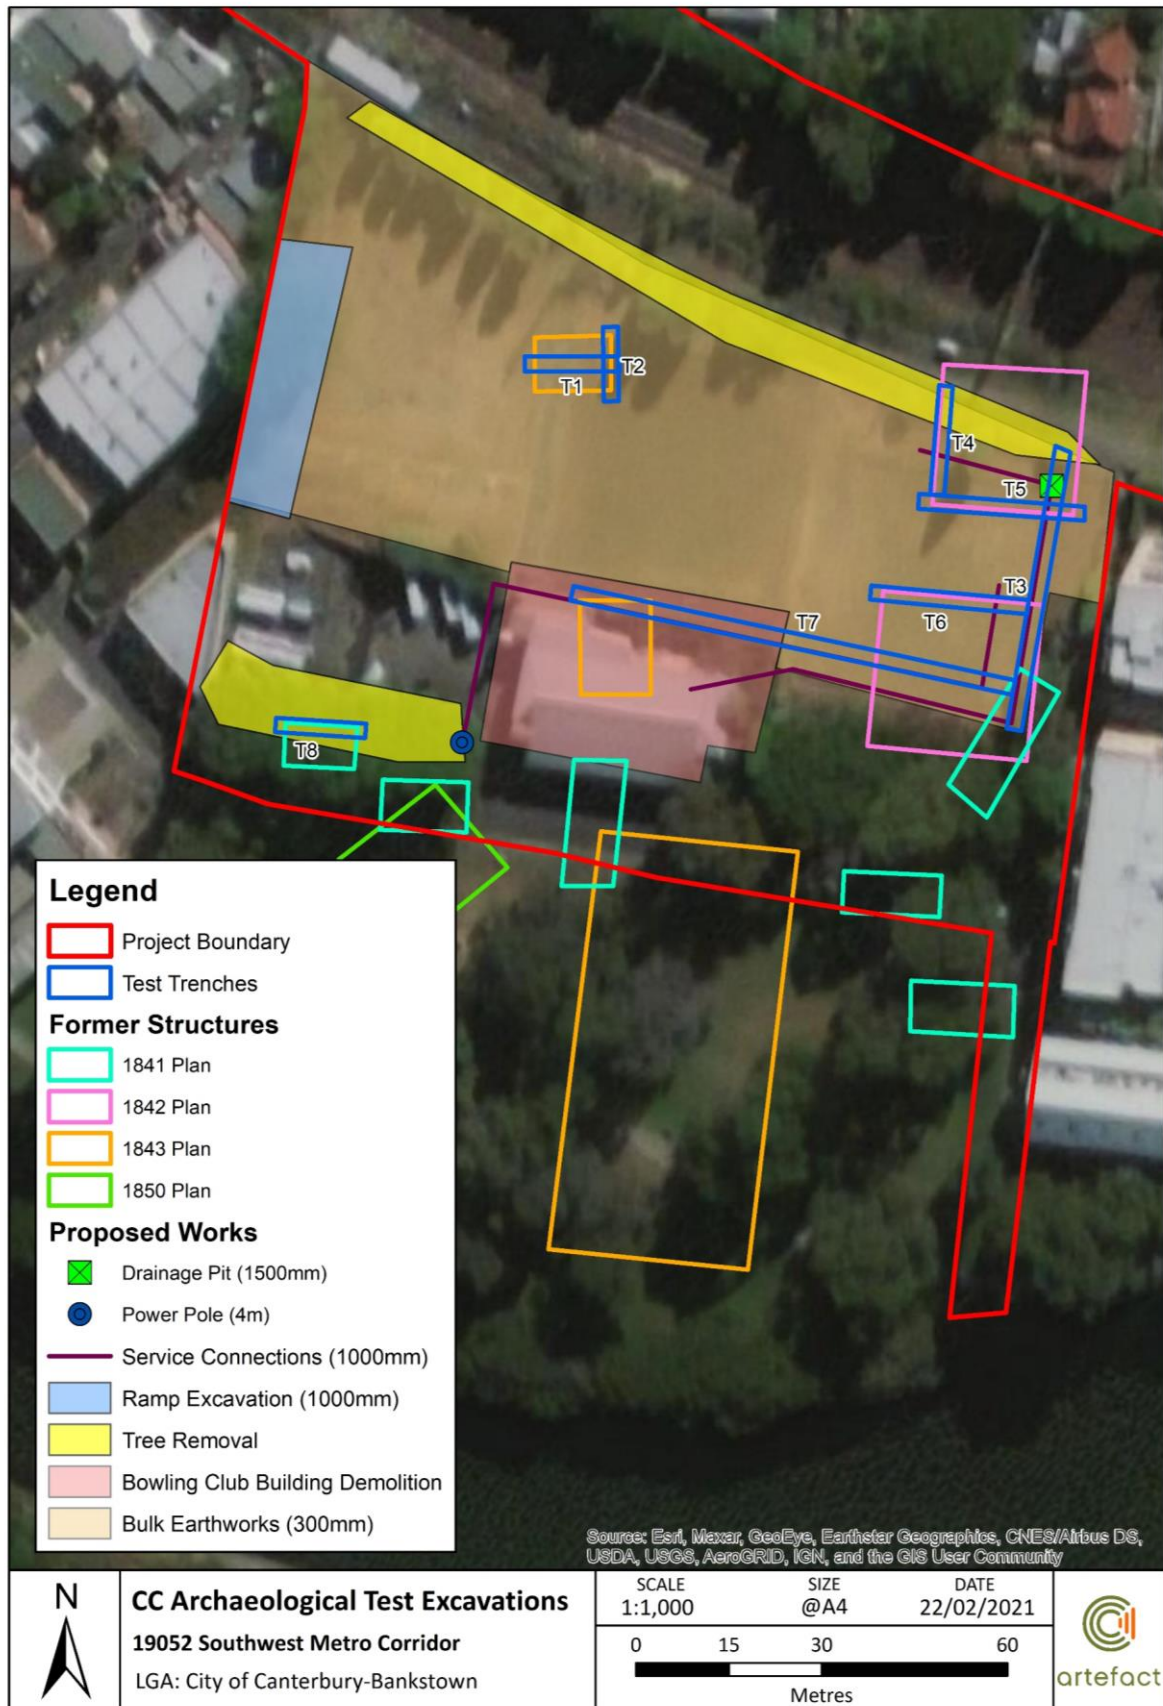 T1
T2
T4
T5
T3
T6
T7
T8
Legend
Project Boundary
Test Trenches
Former Structures
1841 Plan
1842 Plan
1843 Plan
1850 Plan
Proposed Works
Drainage Pit (1500mm)
Power Pole (4m)
Service Connections (1000mm)
Ramp Excavation (1000mm)
Tree Removal
Bowling Club Building Demolition
Bulk Earthworks (300mm)
Source: Esri, Maxar, GeoEye, Earthstar Geographics, CNES/Airbus DS,
USDA, USGS, AeroGRID, IGN, and the GIS User Community
N
CC Archaeological Test Excavations
19052 Southwest Metro Corridor
LGA: City of Canterbury-Bankstown
SCALE
1:1,000
SIZE
@A4
DATE
22/02/2021
0 15 30 60
Metres
artefact